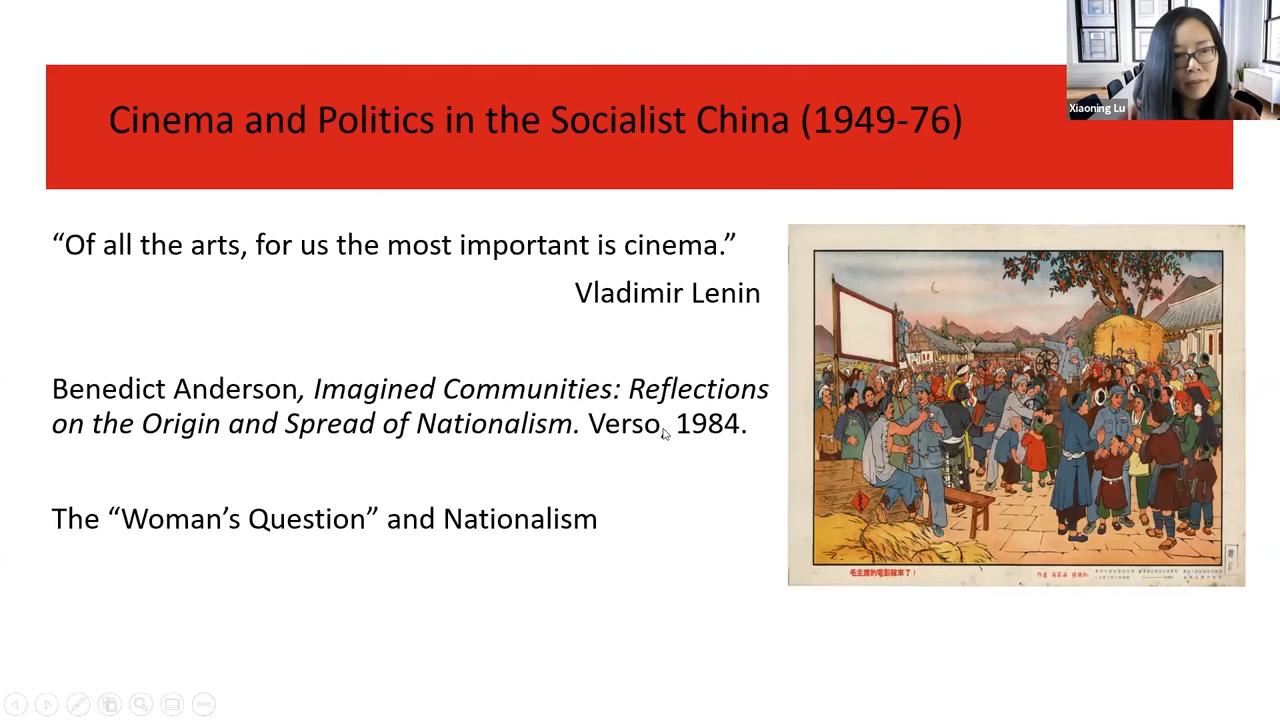 Cinema and Politics in the Socialist China (1949-76)
Xiaoning Lu
“Of all the arts, for us the most important is cinema.”
Vladimir Lenin
Benedict Anderson, Imagined Communities: Reflections
on the Origin and Spread of Nationalism. Verso, 1984.
The “Woman’s Question” and Nationalism
毛主席的電影隊來了！